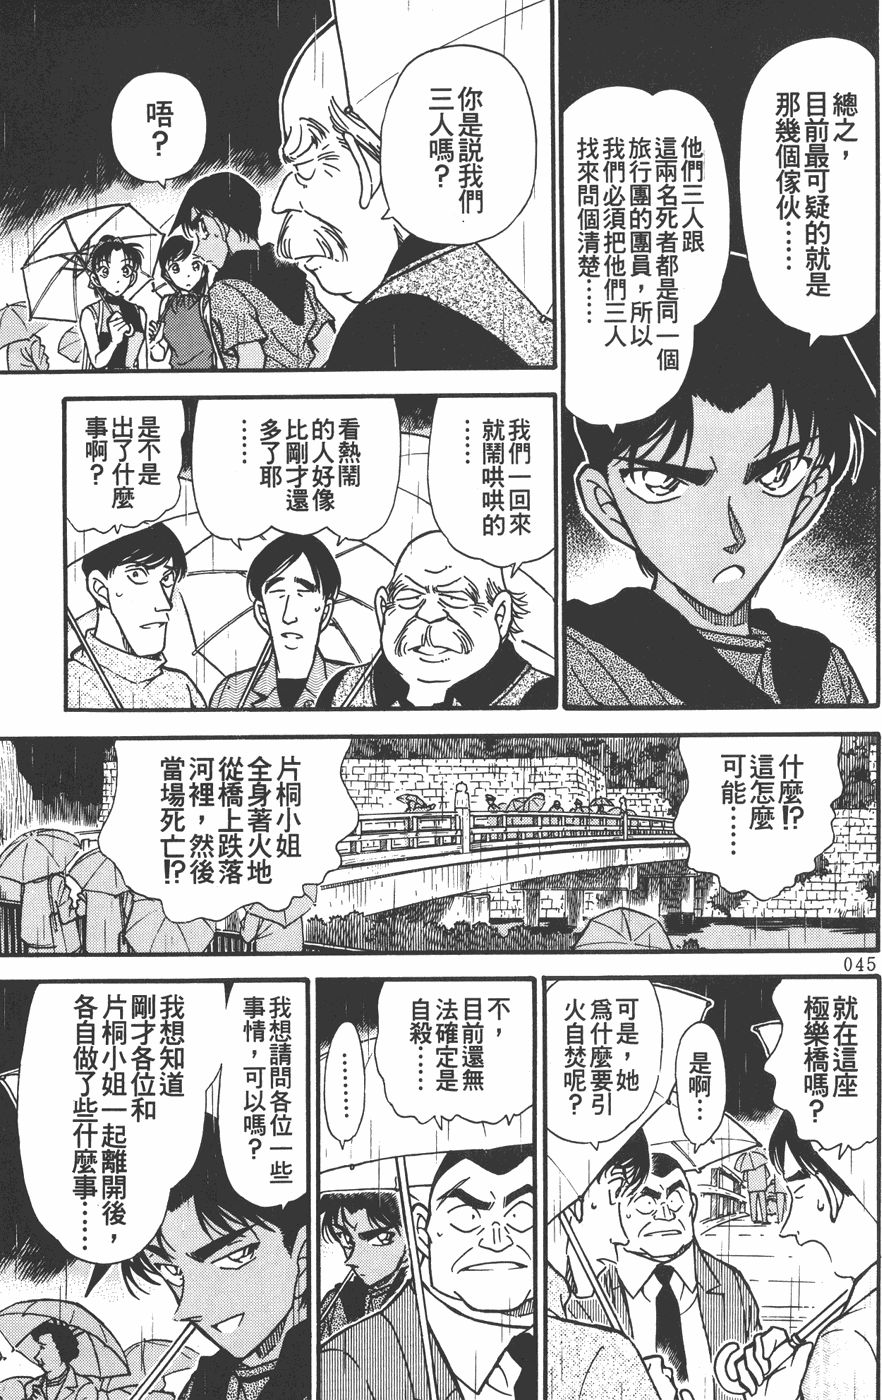 總之，
目前最可疑的就是
那幾個傢伙……
他們三人跟
這兩名死者都是同一個
旅行團的團員，所以
我們必須把他們三人
找來問個清楚……
你是說我們
三人嗎？
唔？
我們一回來
就鬧哄哄的
……
看熱鬧
的人好像
比剛才還
多了耶
……
是不是
出了什麼
事啊？
什麼!?
這怎麼
可能……
片桐小姐
全身著火地
從橋上跌落
河裡，然後
當場死亡!?
045
就在這座
極樂橋嗎？
是啊…
可是，她
為什麼要引
火自焚呢？
不，
目前還無
法確定是
自殺……
……
我想請問各位一些
事情，可以嗎？
我想知道
剛才各位和
片桐小姐一起離開後，
各自做了些什麼事……